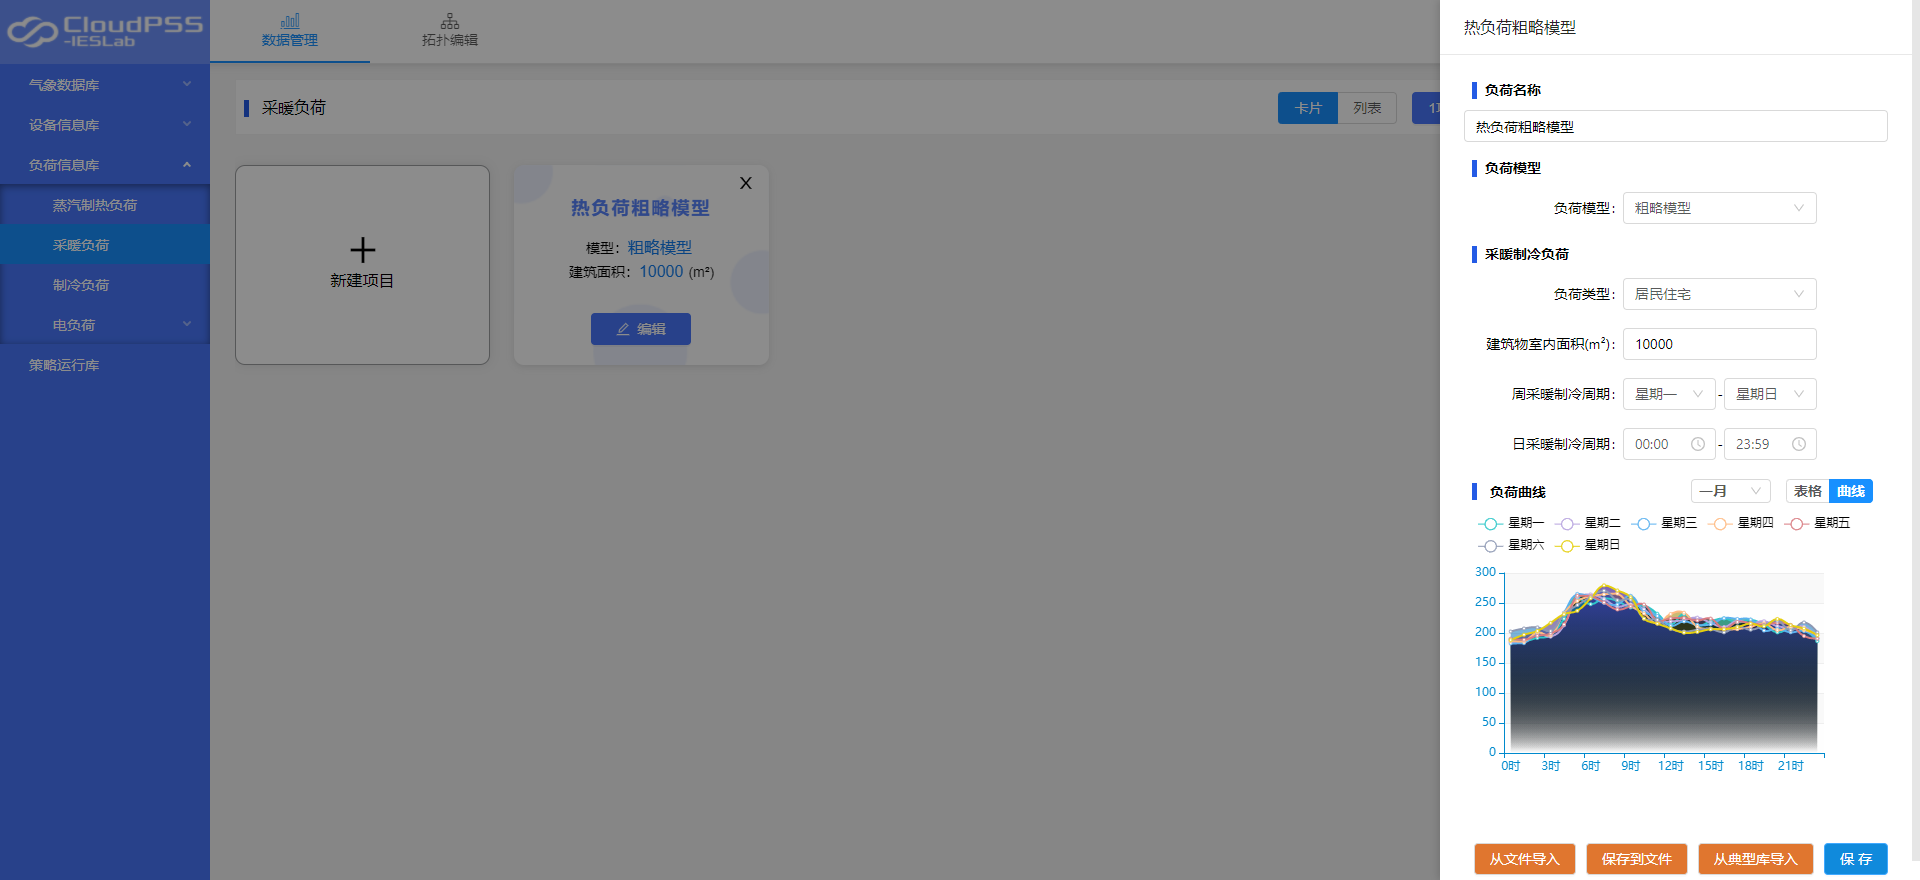 CloudPSS
-IESLab
数据管理
拓扑编辑
气象数据库
设备信息库
负荷信息库
蒸汽制热负荷
采暖负荷
制冷负荷
电负荷
策略运行库
采暖负荷
卡片
列表
新建项目
X
热负荷粗略模型
模型：粗略模型
建筑面积：10000 (m²)
编辑
热负荷粗略模型
负荷名称
热负荷粗略模型
负荷模型
负荷模型：粗略模型
采暖制冷负荷
负荷类型：居民住宅
建筑物室内面积(m²)：10000
周采暖制冷周期：星期一 - 星期日
日采暖制冷周期：00:00 - 23:59
负荷曲线 一月 表格 曲线
星期一 星期二 星期三 星期四 星期五
星期六 星期日
300
250
200
150
100
50
0
0时 3时 6时 9时 12时 15时 18时 21时
从文件导入 保存到文件 从典型库导入 保 存